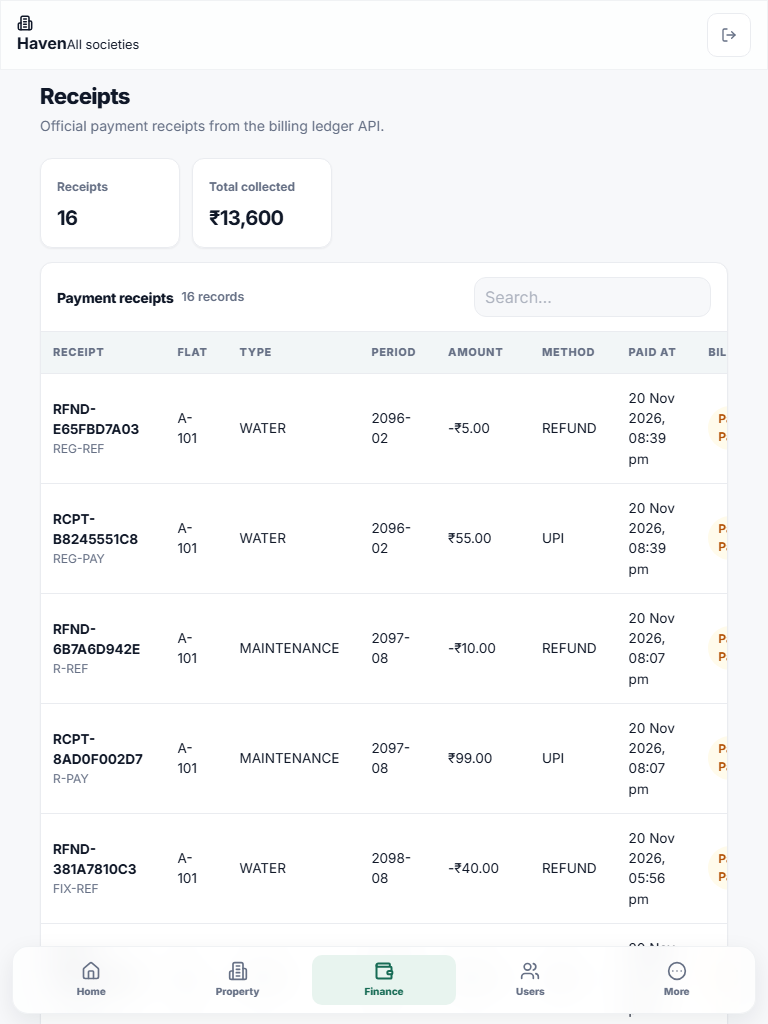 HavenAll societies
Receipts
Official payment receipts from the billing ledger API.
Receipts
16
Total collected
₹13,600
Payment receipts 16 records
Search...
RECEIPT FLAT TYPE PERIOD AMOUNT METHOD PAID AT BIL
RFND-
E65FBD7A03
REG-REF
A-
101
WATER
2096-
02
-₹5.00
REFUND
20 Nov
2026,
08:39
pm
RCPT-
B8245551C8
REG-PAY
A-
101
WATER
2096-
02
₹55.00
UPI
20 Nov
2026,
08:39
pm
RFND-
6B7A6D942E
R-REF
A-
101
MAINTENANCE
2097-
08
-₹10.00
REFUND
20 Nov
2026,
08:07
pm
RCPT-
8AD0F002D7
R-PAY
A-
101
MAINTENANCE
2097-
08
₹99.00
UPI
20 Nov
2026,
08:07
pm
RFND-
381A7810C3
FIX-REF
A-
101
WATER
2098-
08
-₹40.00
REFUND
20 Nov
2026,
05:56
pm
Home
Property
Finance
Users
More